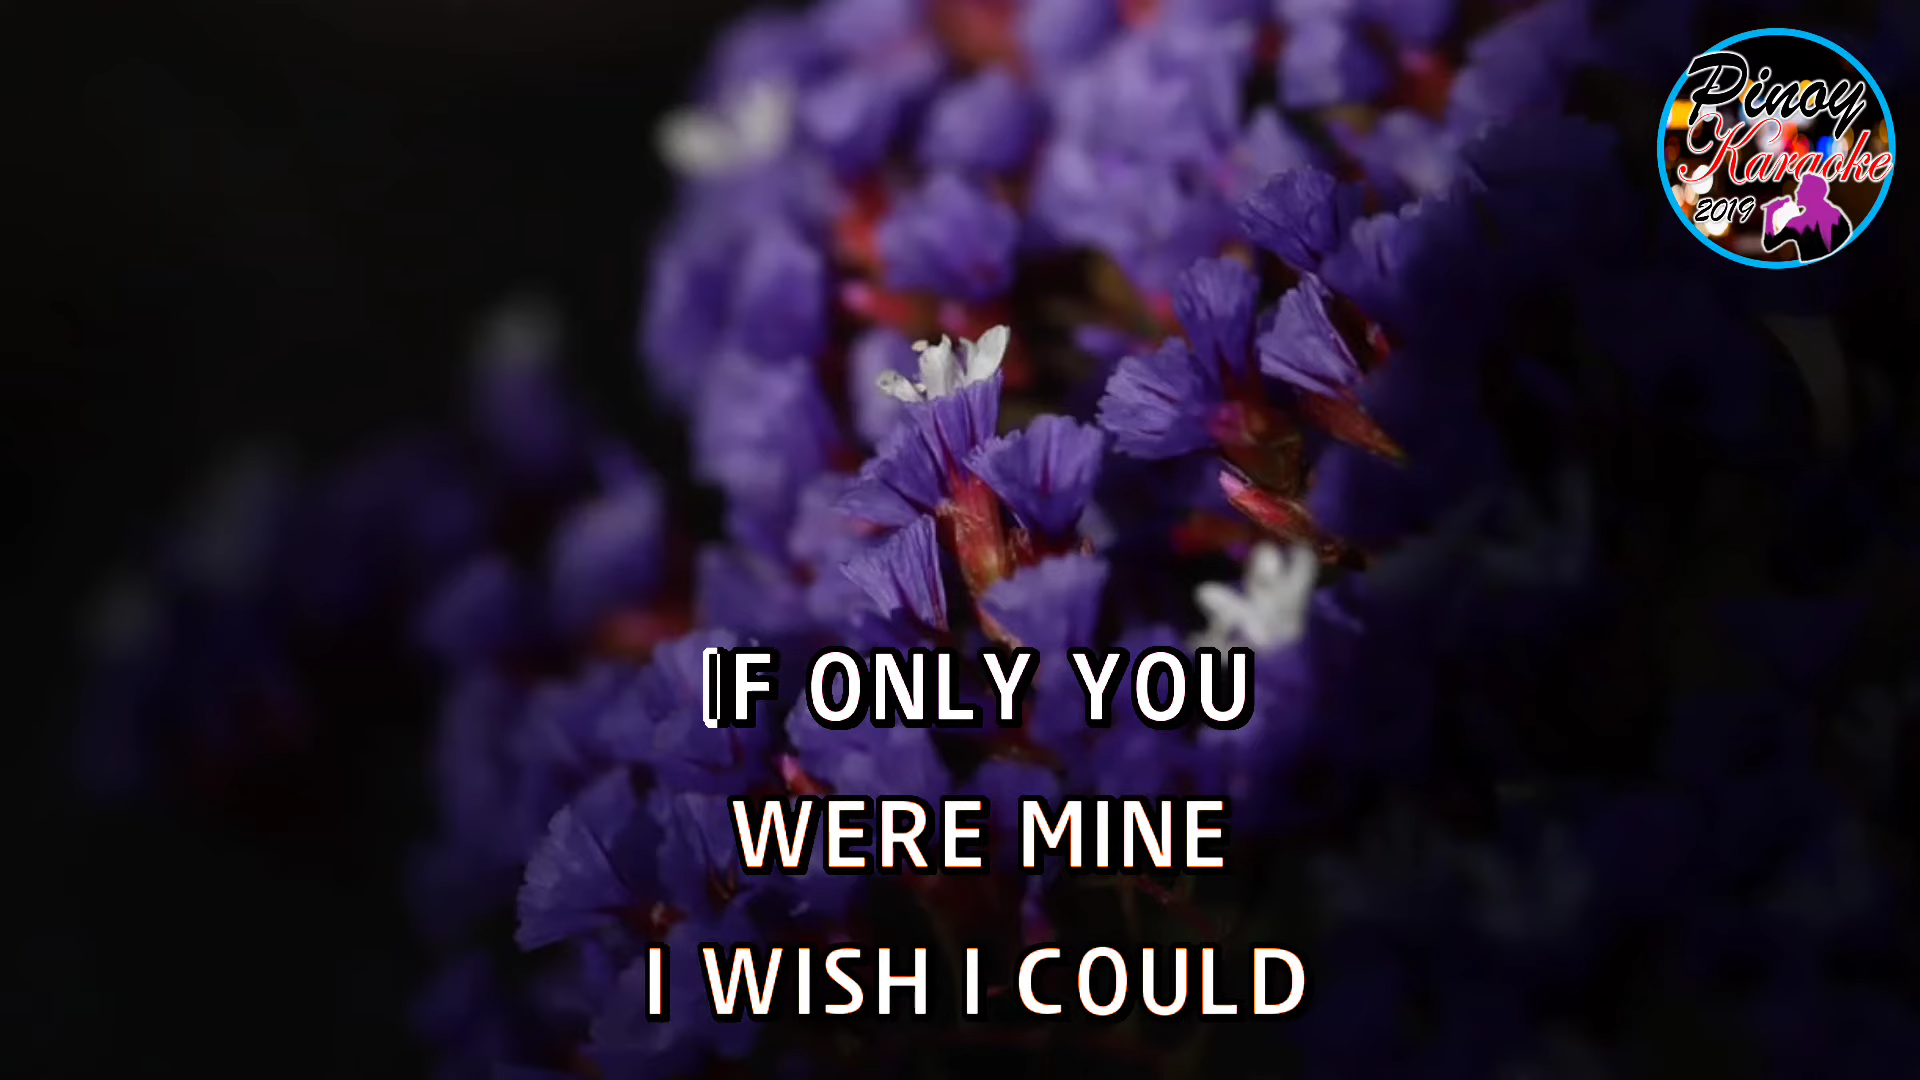 Pinoy
Karaoke
2019
IF ONLY YOU
WERE MINE
I WISH I COULD